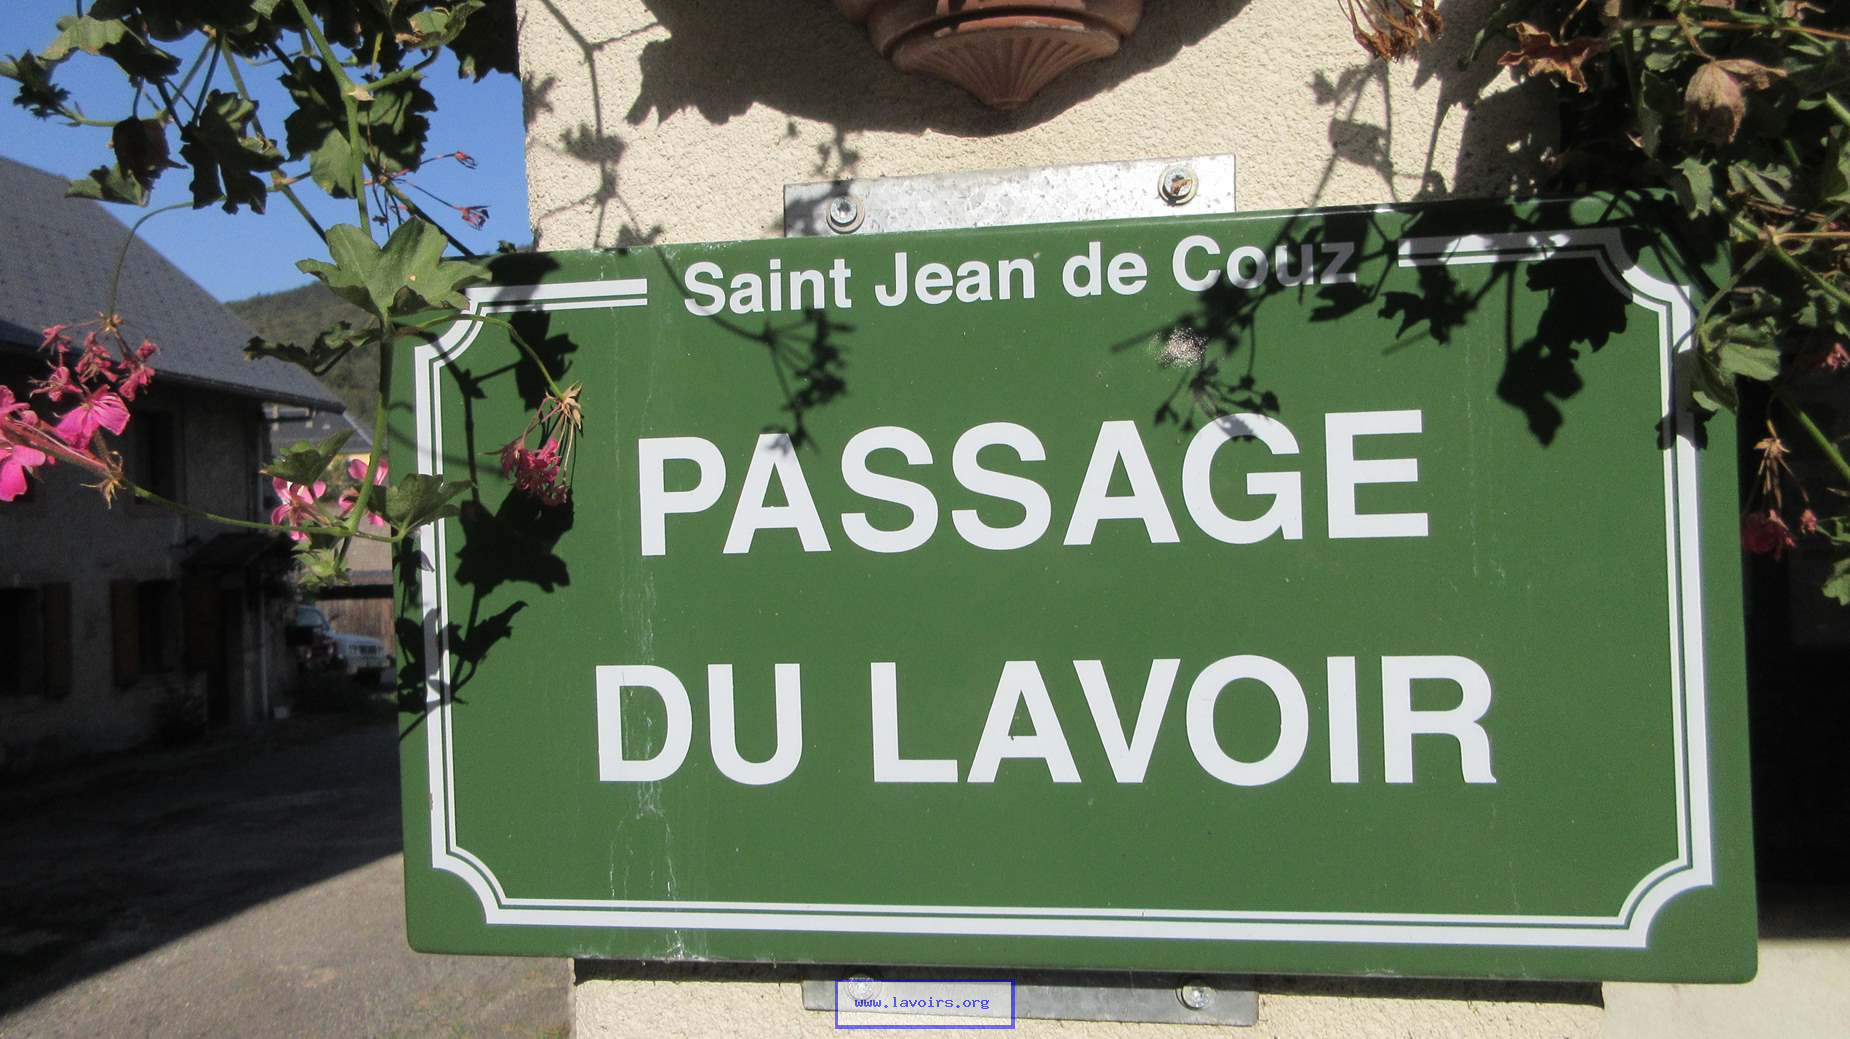 Saint Jean de Couz
PASSAGE
DU LAVOIR
www.lavoirs.org